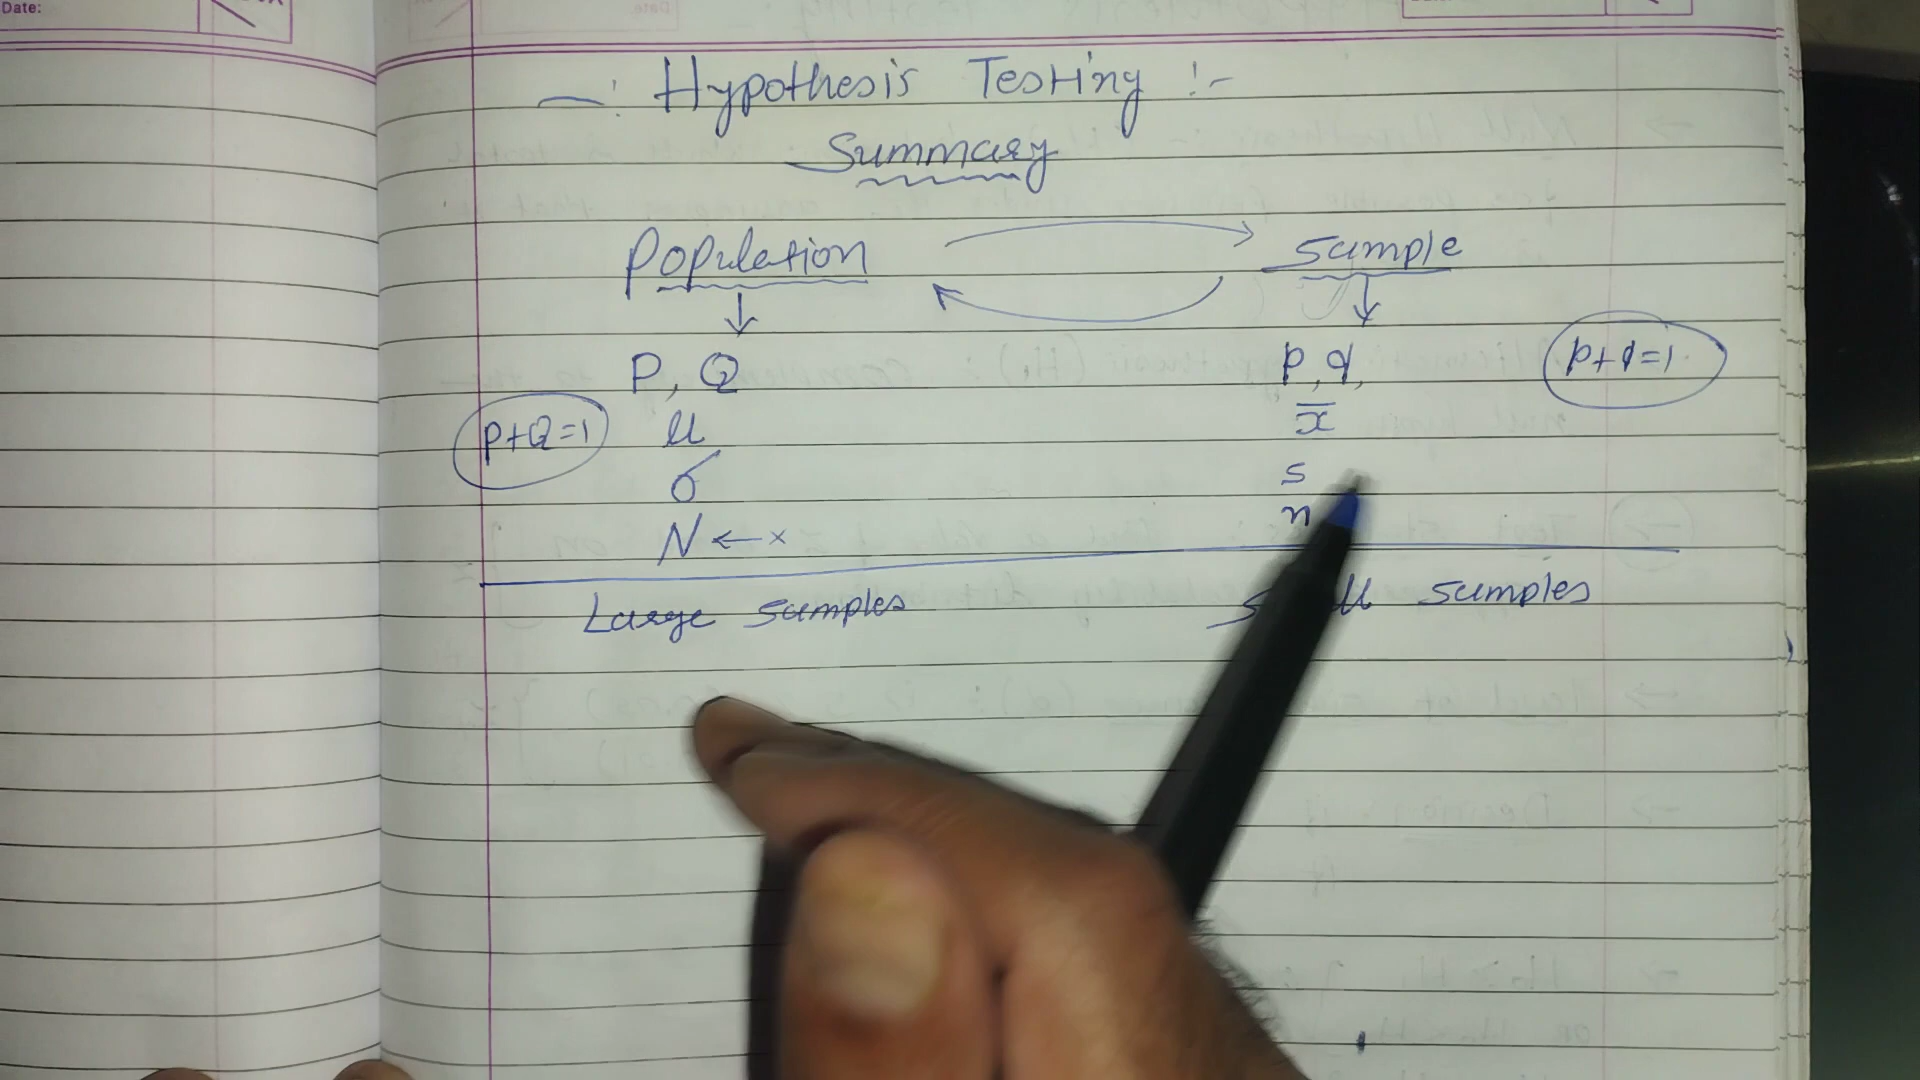 Date:
-: Hypothesis Testing :-
Summary
Population
Sample
P, Q
p, q,
p+q=1
P+Q=1
μ
x̄
σ
s
N ← ×
n
Large samples
samples